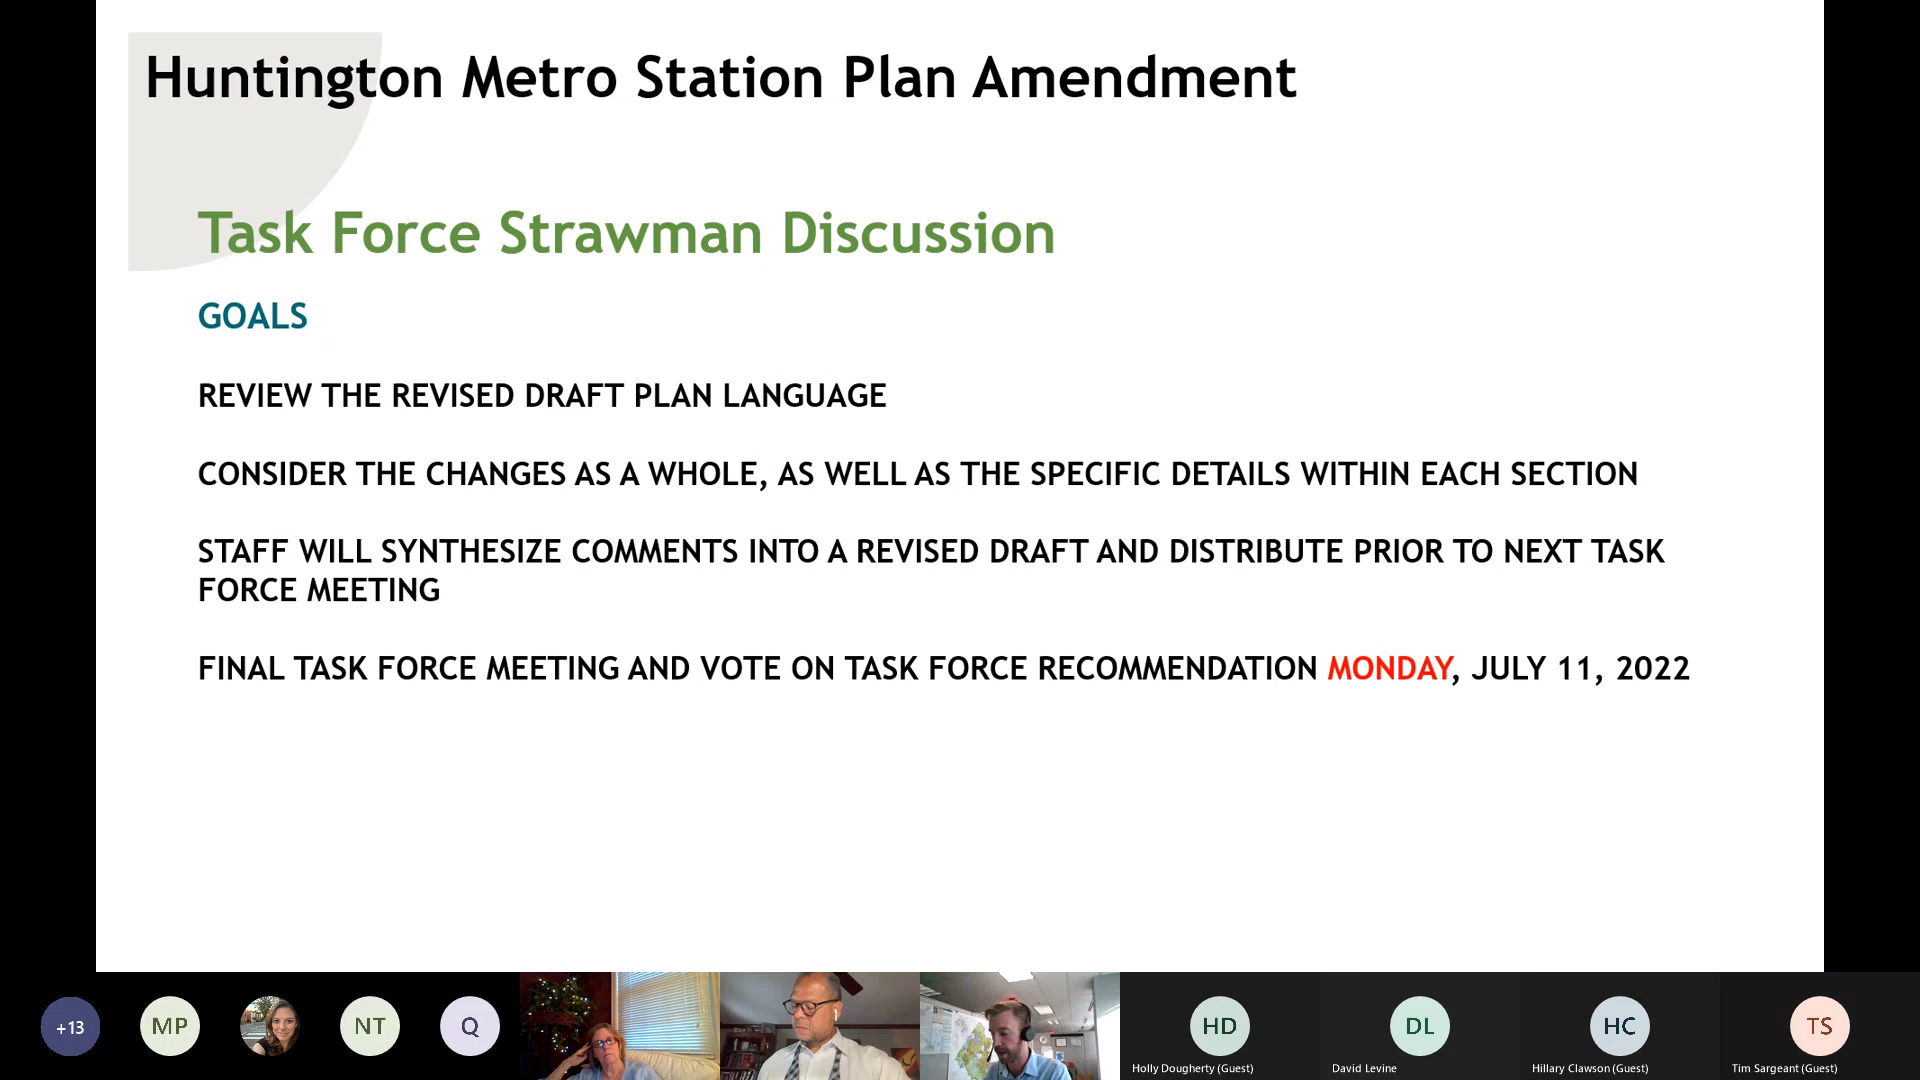 Huntington Metro Station Plan Amendment
Task Force Strawman Discussion
GOALS
REVIEW THE REVISED DRAFT PLAN LANGUAGE
CONSIDER THE CHANGES AS A WHOLE, AS WELL AS THE SPECIFIC DETAILS WITHIN EACH SECTION
STAFF WILL SYNTHESIZE COMMENTS INTO A REVISED DRAFT AND DISTRIBUTE PRIOR TO NEXT TASK
FORCE MEETING
FINAL TASK FORCE MEETING AND VOTE ON TASK FORCE RECOMMENDATION MONDAY, JULY 11, 2022
+13
MP
NT
Q
HD
DL
HC
TS
Holly Dougherty (Guest)
David Levine
Hillary Clawson (Guest)
Tim Sargeant (Guest)